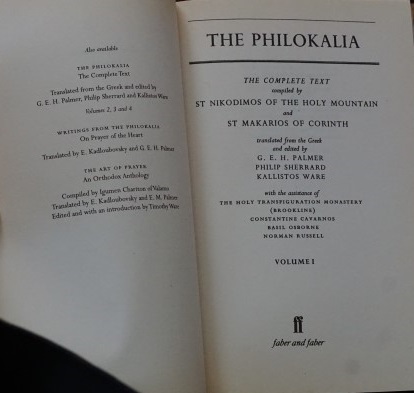 Also available
THE PHILOKALIA
The Complete Text
Translated from the Greek and edited by
G. E. H. Palmer, Philip Sherrard and Kallistos Ware
Volumes 2, 3 and 4
WRITINGS FROM THE PHILOKALIA
On Prayer of the Heart
Translated by E. Kadloubovsky and G. E. H. Palmer
THE ART OF PRAYER
An Orthodox Anthology
Compiled by Igumen Chariton of Valamo
Translated by E. Kadloubovsky and E. M. Palmer
Edited and with an introduction by Timothy Ware
THE PHILOKALIA
THE COMPLETE TEXT
compiled by
ST NIKODIMOS OF THE HOLY MOUNTAIN
and
ST MAKARIOS OF CORINTH
translated from the Greek
and edited by
G. E. H. PALMER
PHILIP SHERRARD
KALLISTOS WARE
with the assistance of
THE HOLY TRANSFIGURATION MONASTERY
(BROOKLINE)
CONSTANTINE CAVARNOS
BASIL OSBORNE
NORMAN RUSSELL
VOLUME I
ff
faber and faber